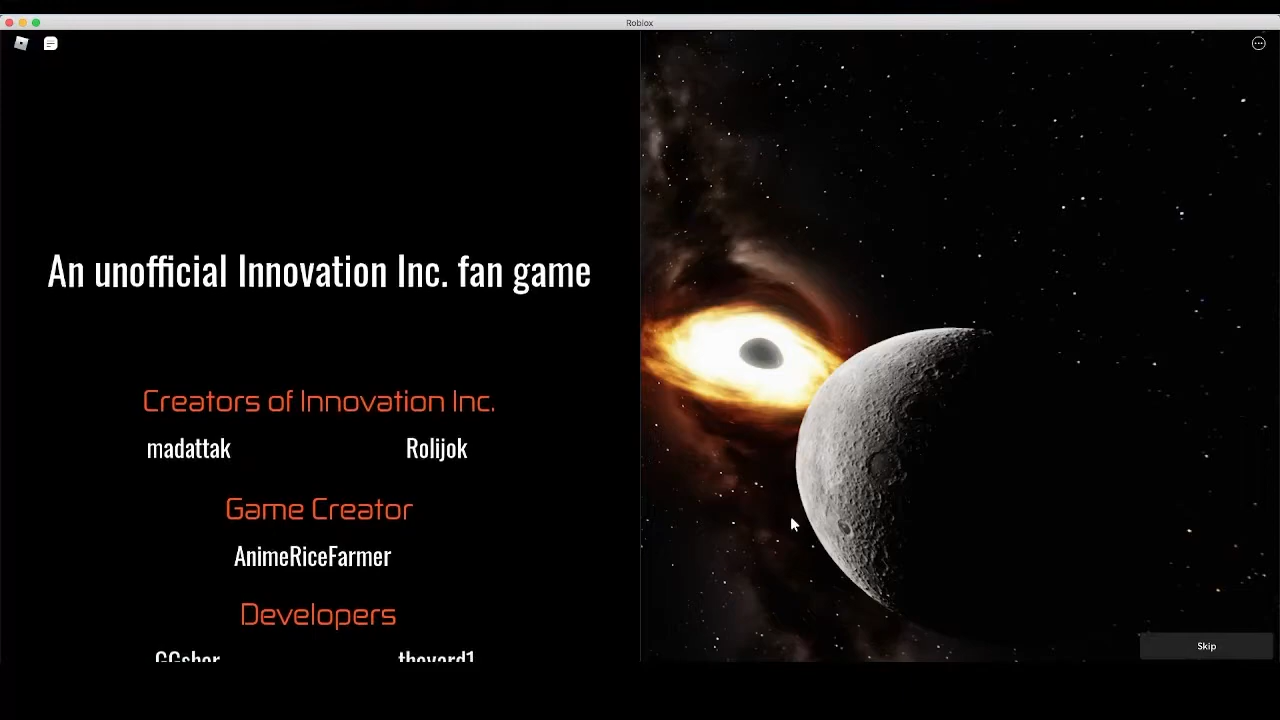 Roblox
An unofficial Innovation Inc. fan game
Creators of Innovation Inc.
madattak Rolijok
Game Creator
AnimeRiceFarmer
Developers
Skip